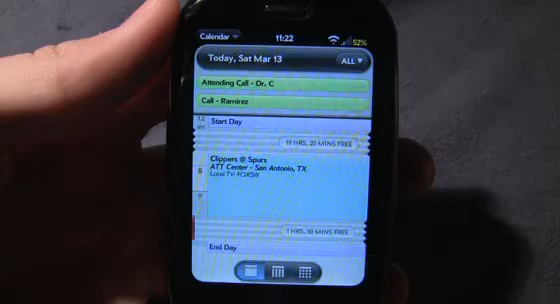 Calendar 11:22 52%
Today, Sat Mar 13 ALL
Attending Call - Dr. C
Call - Ramirez
12 am Start Day
19 HRS, 20 MINS FREE
Clippers @ Spurs
8 ATT Center - San Antonio, TX
Local TV: FOXSW
9
1 HRS, 30 MINS FREE
End Day